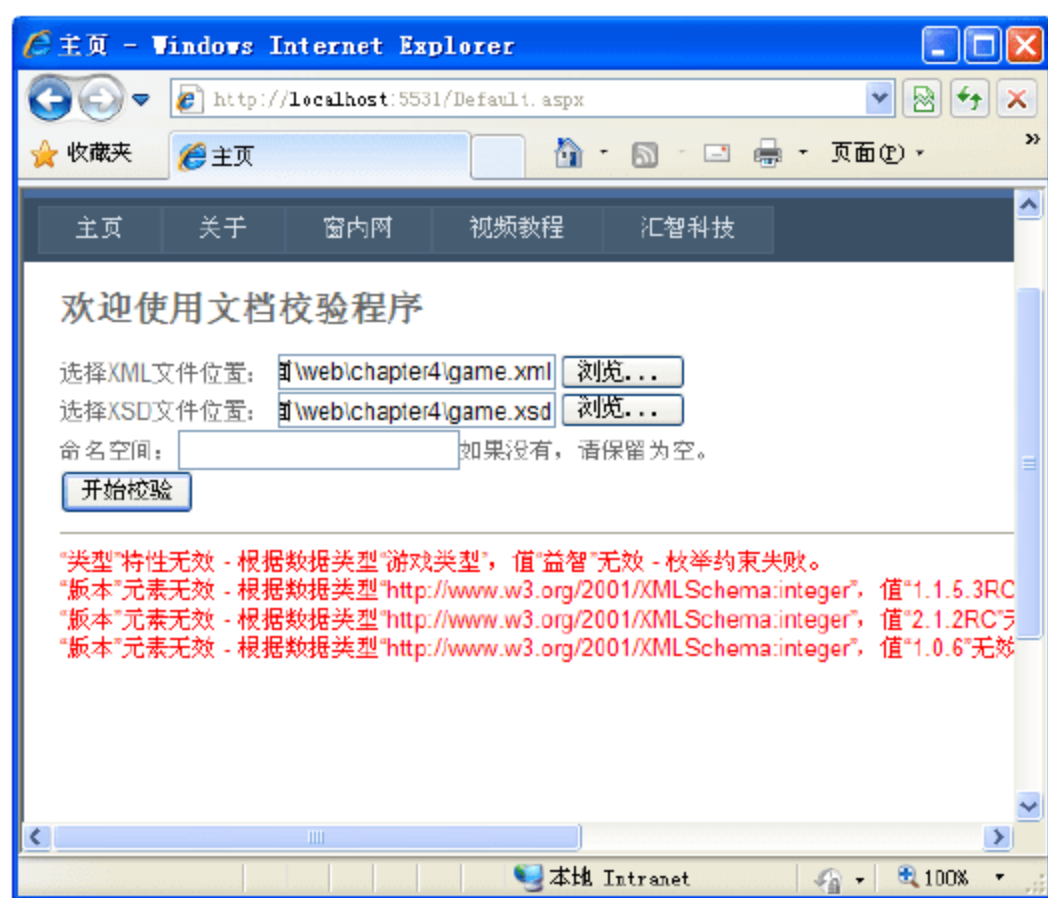 主页 - Windows Internet Explorer
http://localhost:5531/Default.aspx
收藏夹 主页 页面(P) »
主页 关于 窗内网 视频教程 汇智科技
欢迎使用文档校验程序
选择XML文件位置: \web\chapter4\game.xml 浏览...
选择XSD文件位置: \web\chapter4\game.xsd 浏览...
命名空间: 如果没有,请保留为空。
开始校验
“类型”特性无效 - 根据数据类型“游戏类型”,值“益智”无效 - 枚举约束失败。
“版本”元素无效 - 根据数据类型“http://www.w3.org/2001/XMLSchema:integer”,值“1.1.5.3RC
“版本”元素无效 - 根据数据类型“http://www.w3.org/2001/XMLSchema:integer”,值“2.1.2RC”
“版本”元素无效 - 根据数据类型“http://www.w3.org/2001/XMLSchema:integer”,值“1.0.6”无效
本地 Intranet 100%